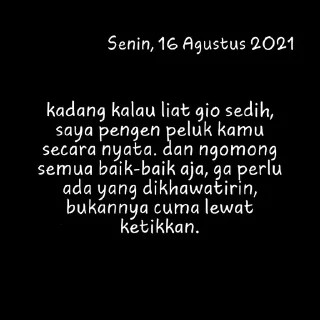 Senin, 16 Agustus 2021
kadang kalau liat gio sedih,
saya pengen peluk kamu
secara nyata. dan ngomong
semua baik-baik aja, ga perlu
ada yang dikhawatirin,
bukannya cuma lewat
ketikkan.